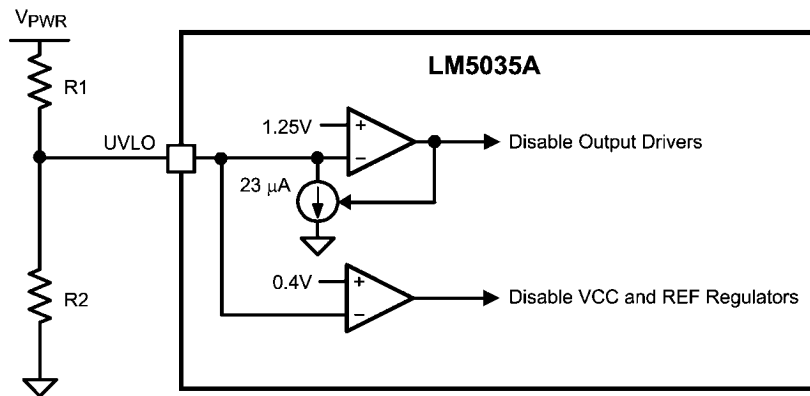 VPWR
LM5035A
R1
1.25V
+
−
Disable Output Drivers
UVLO
23 μA
0.4V
+
−
Disable VCC and REF Regulators
R2